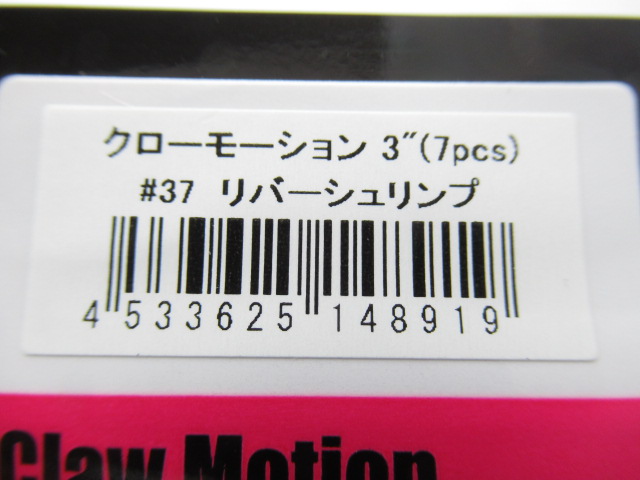 クローモーション 3"(7pcs)
#37 リバーシュリンプ
4 533625 148919
Claw Motion